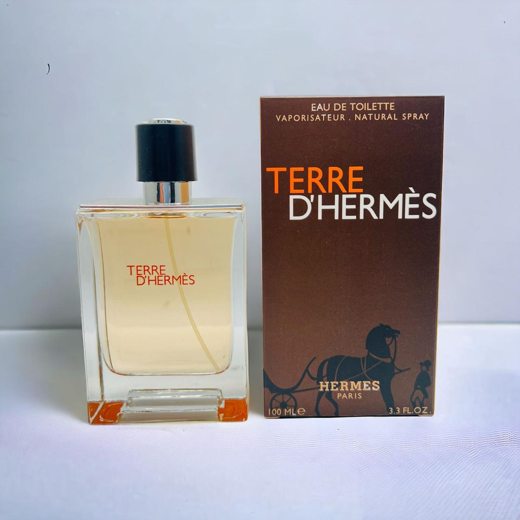 EAU DE TOILETTE
VAPORISATEUR . NATURAL SPRAY
TERRE
D'HERMÈS
TERRE
D'HERMÈS
HERMES
PARIS
100 ML℮
3.3 FL.OZ